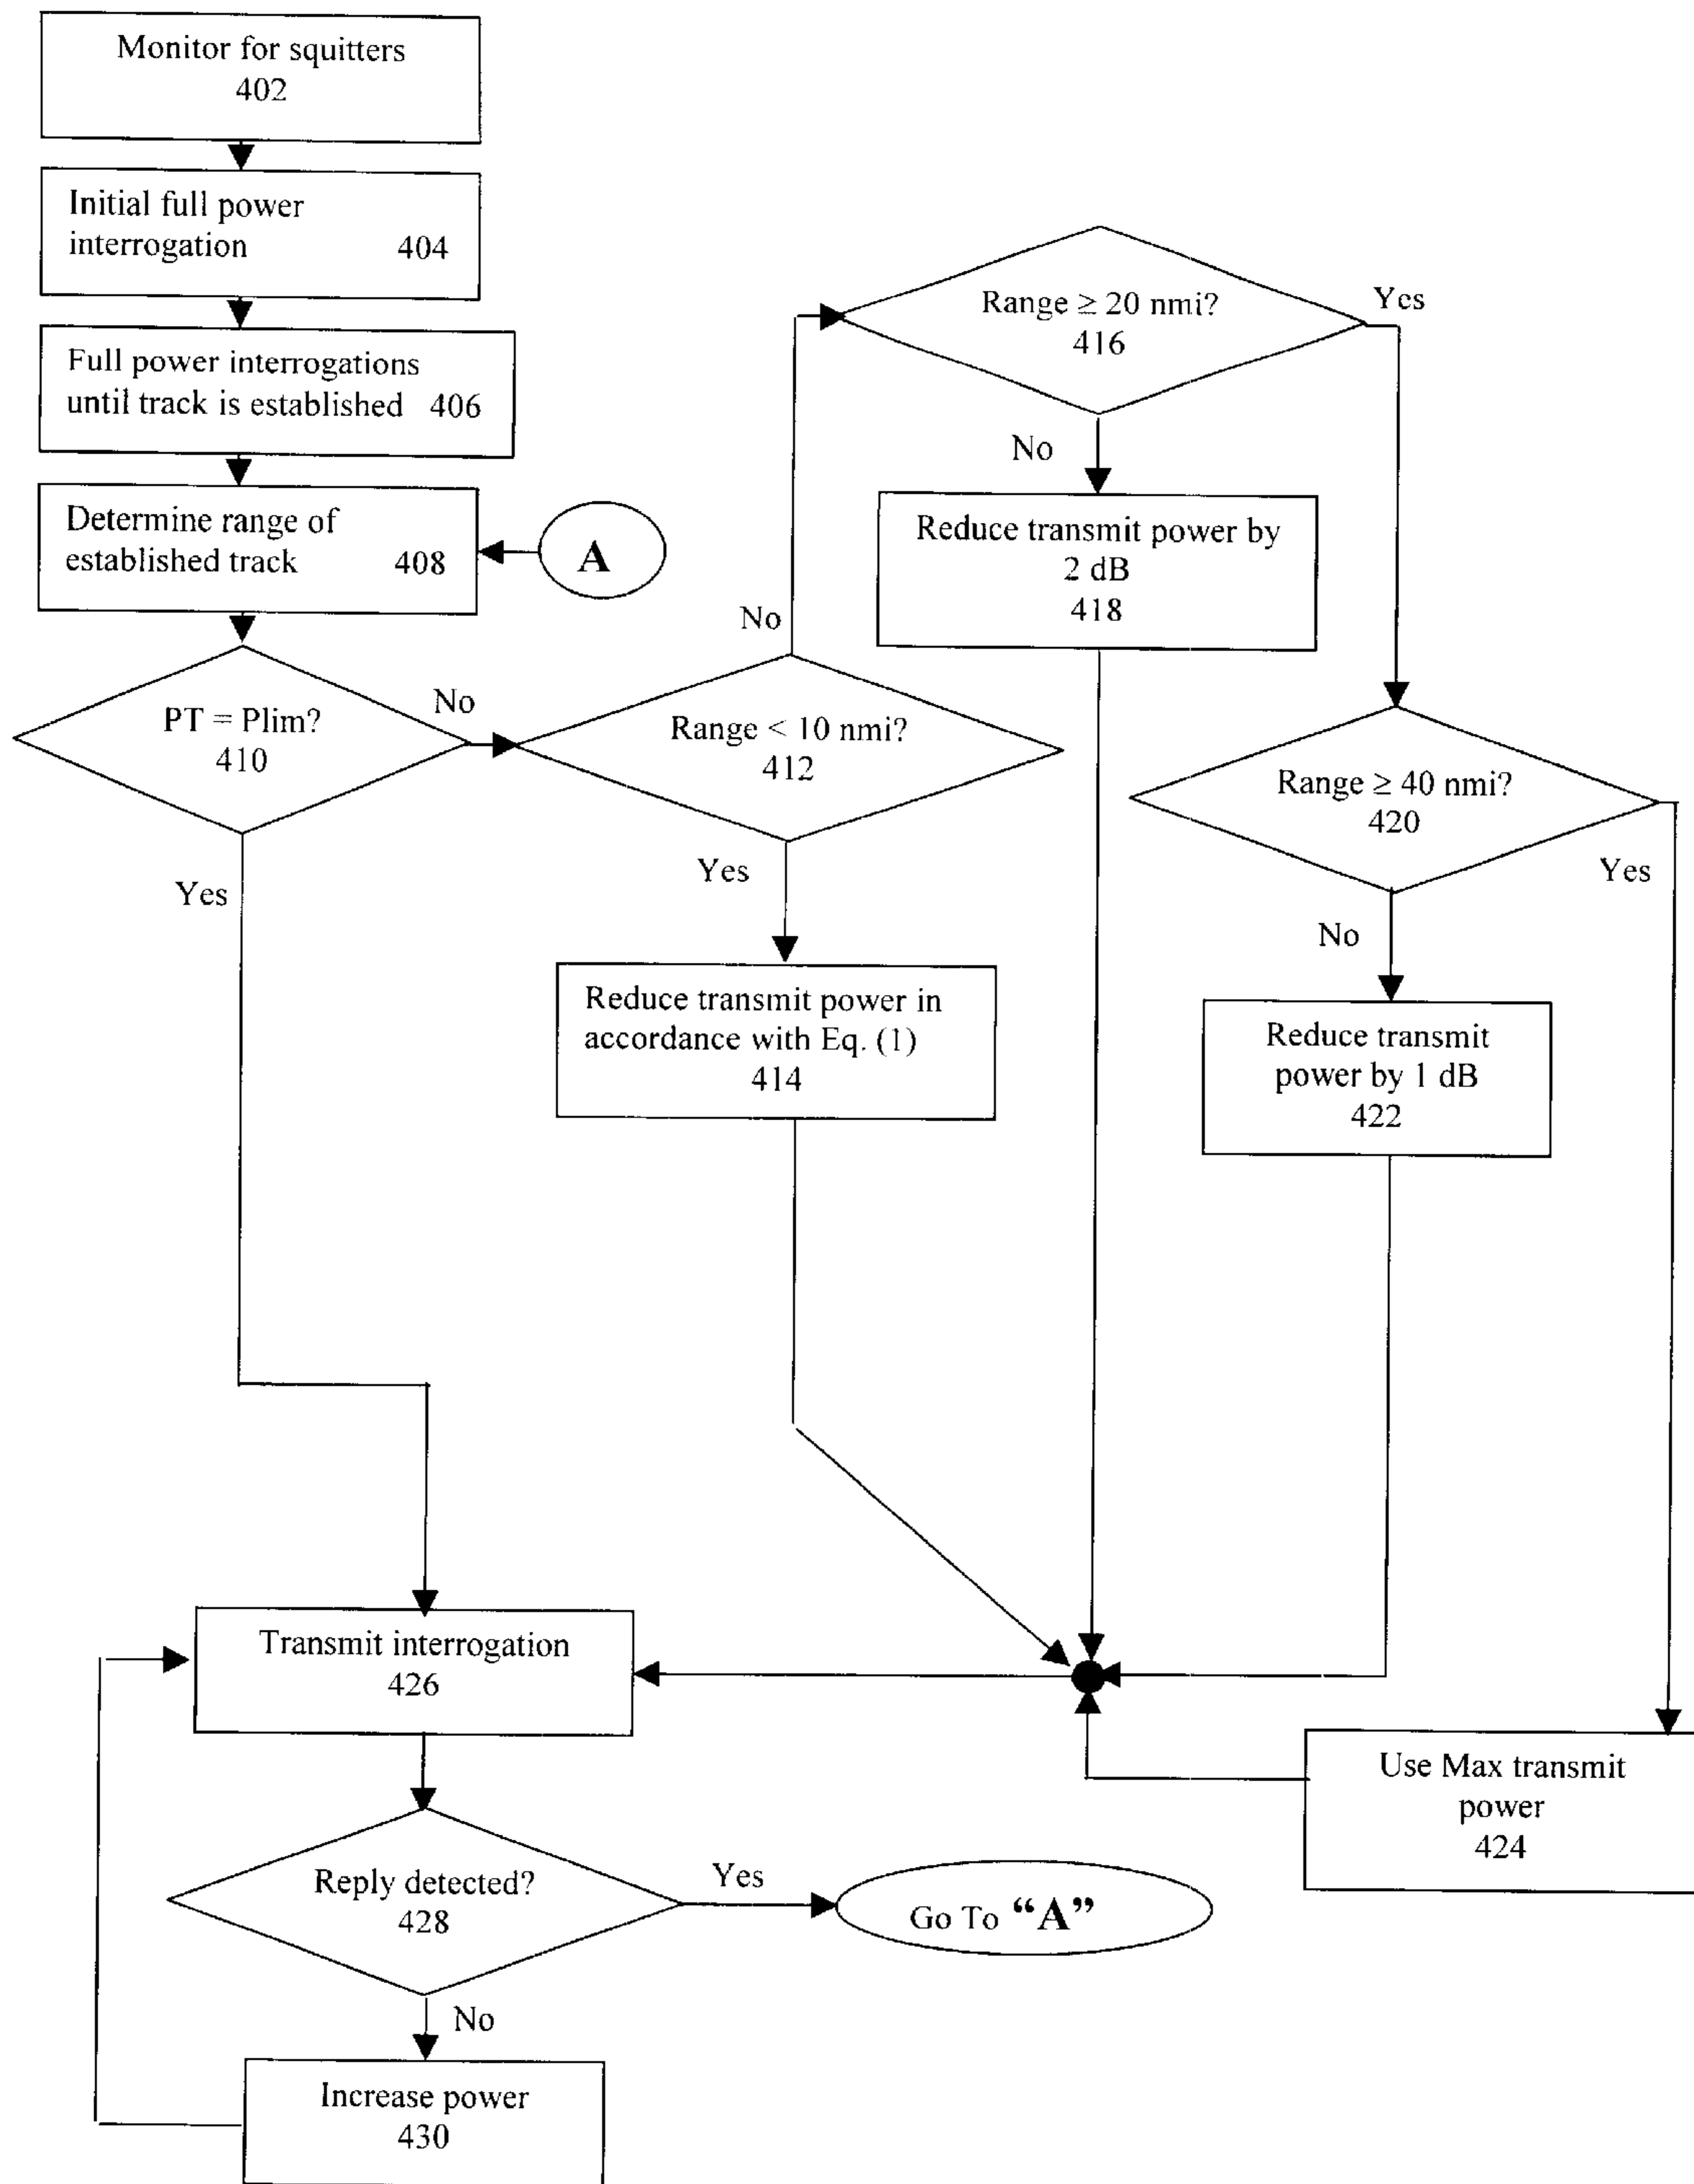 Monitor for squitters
402
Initial full power
interrogation 404
Full power interrogations
until track is established 406
Determine range of
established track 408
A
PT = Plim?
410
No
Yes
Range < 10 nmi?
412
No
Yes
Reduce transmit power in
accordance with Eq. (1)
414
Range ≥ 20 nmi?
416
Yes
No
Reduce transmit power by
2 dB
418
Range ≥ 40 nmi?
420
Yes
No
Reduce transmit
power by 1 dB
422
Use Max transmit
power
424
Transmit interrogation
426
Reply detected?
428
Yes
Go To “A”
No
Increase power
430